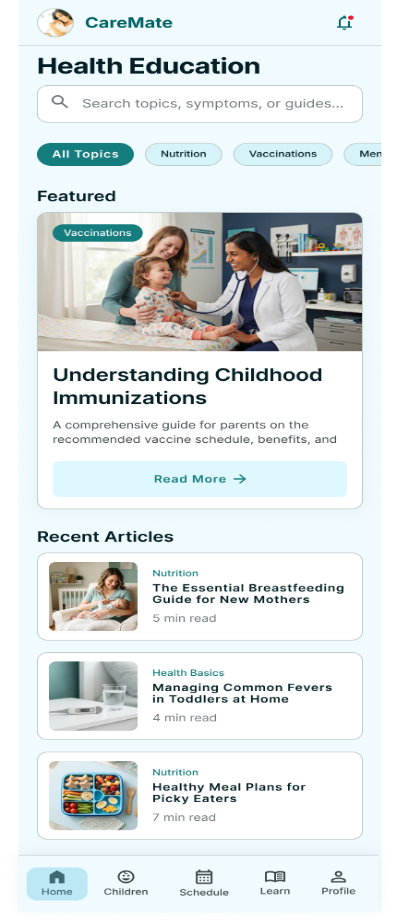 CareMate
Health Education
Search topics, symptoms, or guides...
All Topics
Nutrition
Vaccinations
Men
Featured
Vaccinations
Understanding Childhood
Immunizations
A comprehensive guide for parents on the
recommended vaccine schedule, benefits, and
Read More →
Recent Articles
Nutrition
The Essential Breastfeeding
Guide for New Mothers
5 min read
Health Basics
Managing Common Fevers
in Toddlers at Home
4 min read
Nutrition
Healthy Meal Plans for
Picky Eaters
7 min read
Home
Children
Schedule
Learn
Profile